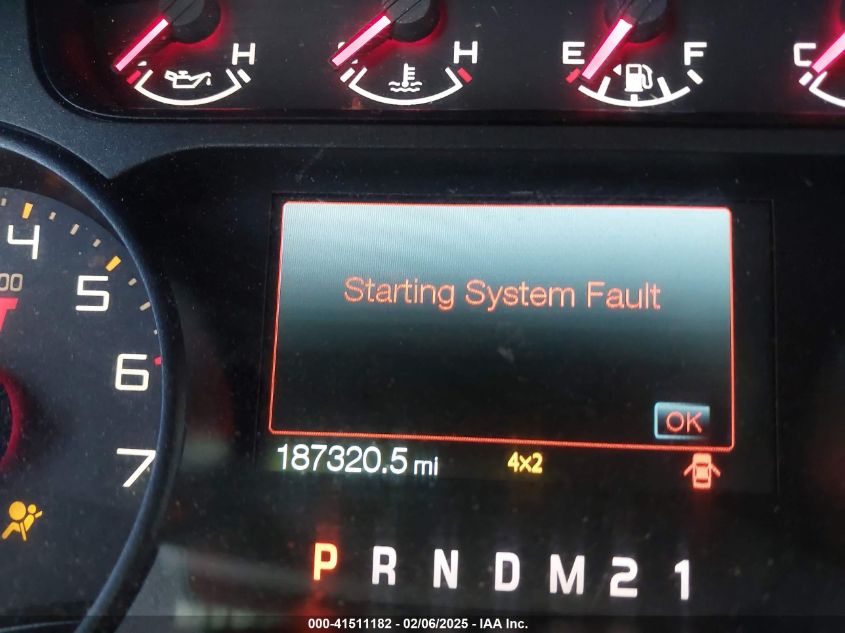 H H E F C
4
5
6
7
Starting System Fault
OK
187320.5 mi 4x2
P R N D M 2 1
000-41511182 - 02/06/2025 - IAA Inc.